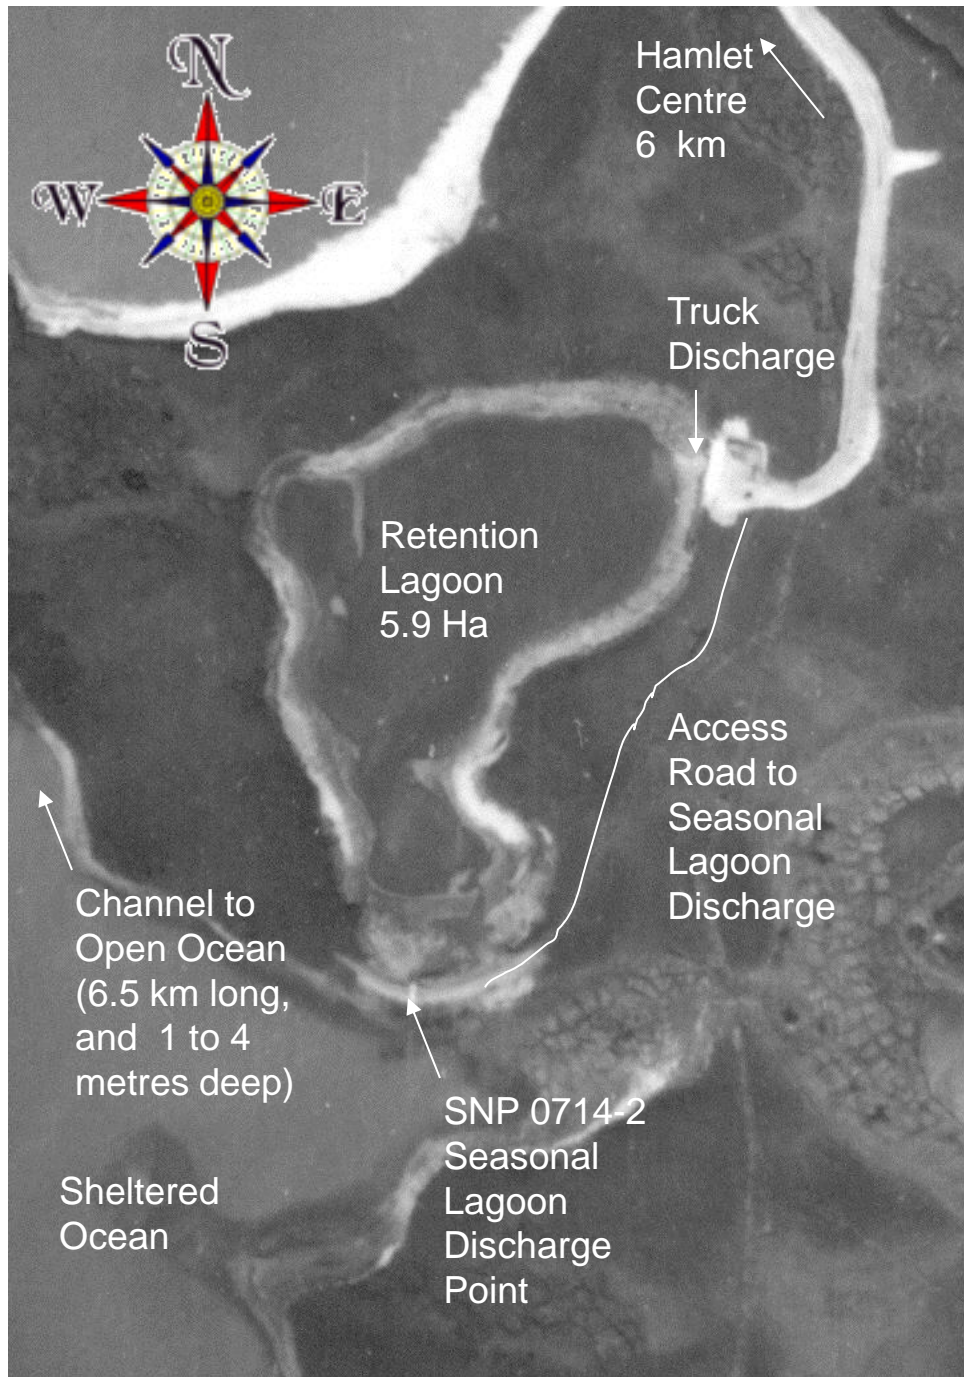 N
W
E
S
Hamlet
Centre
6 km
Truck
Discharge
Retention
Lagoon
5.9 Ha
Access
Road to
Seasonal
Lagoon
Discharge
Channel to
Open Ocean
(6.5 km long,
and 1 to 4
metres deep)
SNP 0714-2
Seasonal
Lagoon
Discharge
Point
Sheltered
Ocean